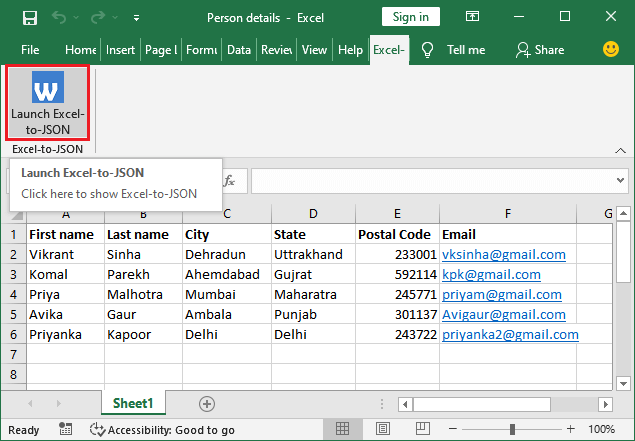 Person details - Excel
Sign in
File Home Insert Page l Formu Data Review View Help Excel- Tell me Share
W
Launch Excel-
to-JSON
Excel-to-JSON
Launch Excel-to-JSON
Click here to show Excel-to-JSON
fx
A B C D E F G
1 First name Last name City State Postal Code Email
2 Vikrant Sinha Dehradun Uttrakhand 233001 vksinha@gmail.com
3 Komal Parekh Ahemdabad Gujrat 592114 kpk@gmail.com
4 Priya Malhotra Mumbai Maharatra 245771 priyam@gmail.com
5 Avika Gaur Ambala Punjab 301137 Avigaur@gmail.com
6 Priyanka Kapoor Delhi Delhi 243722 priyanka2@gmail.com
7
8
Sheet1
Ready Accessibility: Good to go 100%